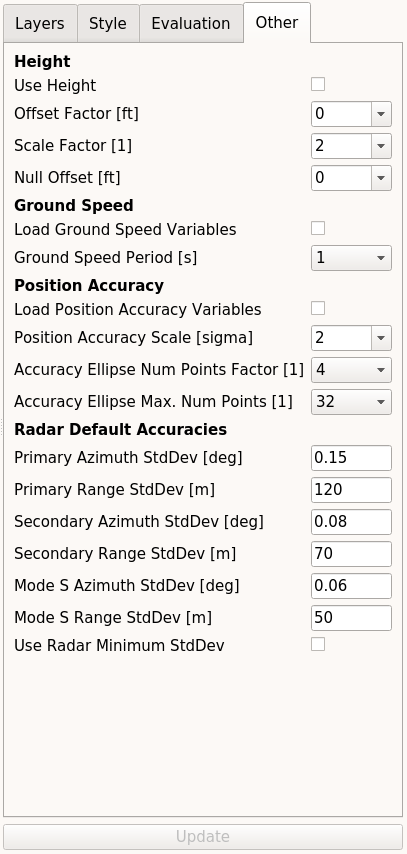 Layers Style Evaluation Other
Height
Use Height
Offset Factor [ft] 0
Scale Factor [1] 2
Null Offset [ft] 0
Ground Speed
Load Ground Speed Variables
Ground Speed Period [s] 1
Position Accuracy
Load Position Accuracy Variables
Position Accuracy Scale [sigma] 2
Accuracy Ellipse Num Points Factor [1] 4
Accuracy Ellipse Max. Num Points [1] 32
Radar Default Accuracies
Primary Azimuth StdDev [deg] 0.15
Primary Range StdDev [m] 120
Secondary Azimuth StdDev [deg] 0.08
Secondary Range StdDev [m] 70
Mode S Azimuth StdDev [deg] 0.06
Mode S Range StdDev [m] 50
Use Radar Minimum StdDev
Update